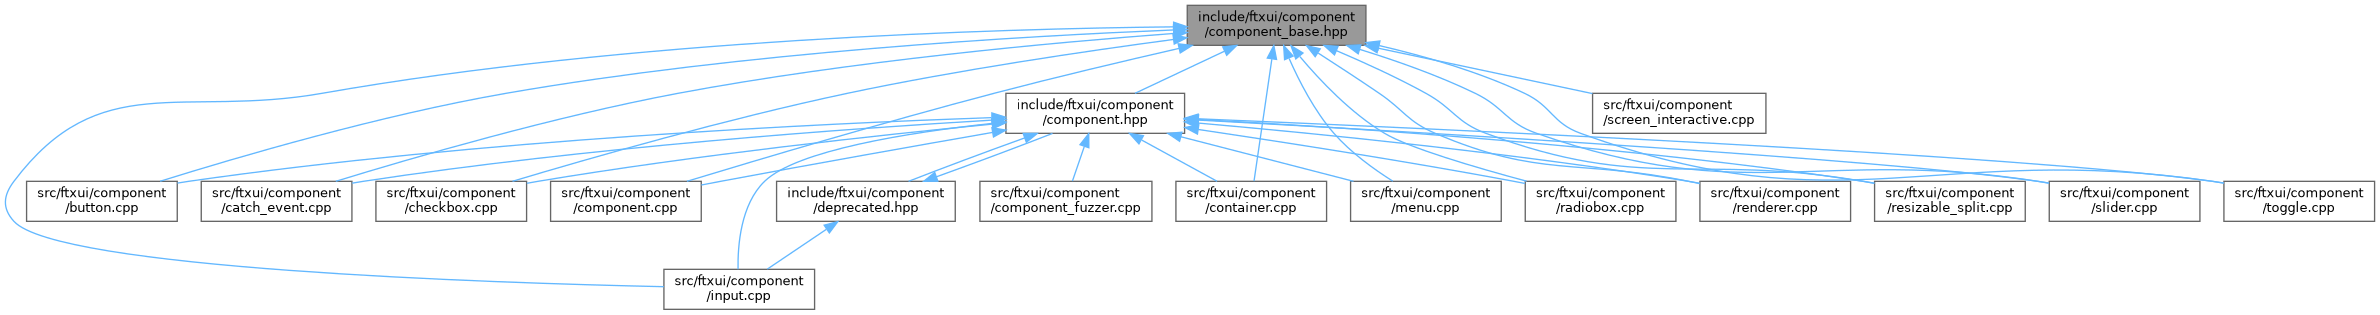 include/ftxui/component
/component_base.hpp
include/ftxui/component
/component.hpp
src/ftxui/component
/screen_interactive.cpp
src/ftxui/component
/button.cpp
src/ftxui/component
/catch_event.cpp
src/ftxui/component
/checkbox.cpp
src/ftxui/component
/component.cpp
include/ftxui/component
/deprecated.hpp
src/ftxui/component
/component_fuzzer.cpp
src/ftxui/component
/container.cpp
src/ftxui/component
/menu.cpp
src/ftxui/component
/radiobox.cpp
src/ftxui/component
/renderer.cpp
src/ftxui/component
/resizable_split.cpp
src/ftxui/component
/slider.cpp
src/ftxui/component
/toggle.cpp
src/ftxui/component
/input.cpp